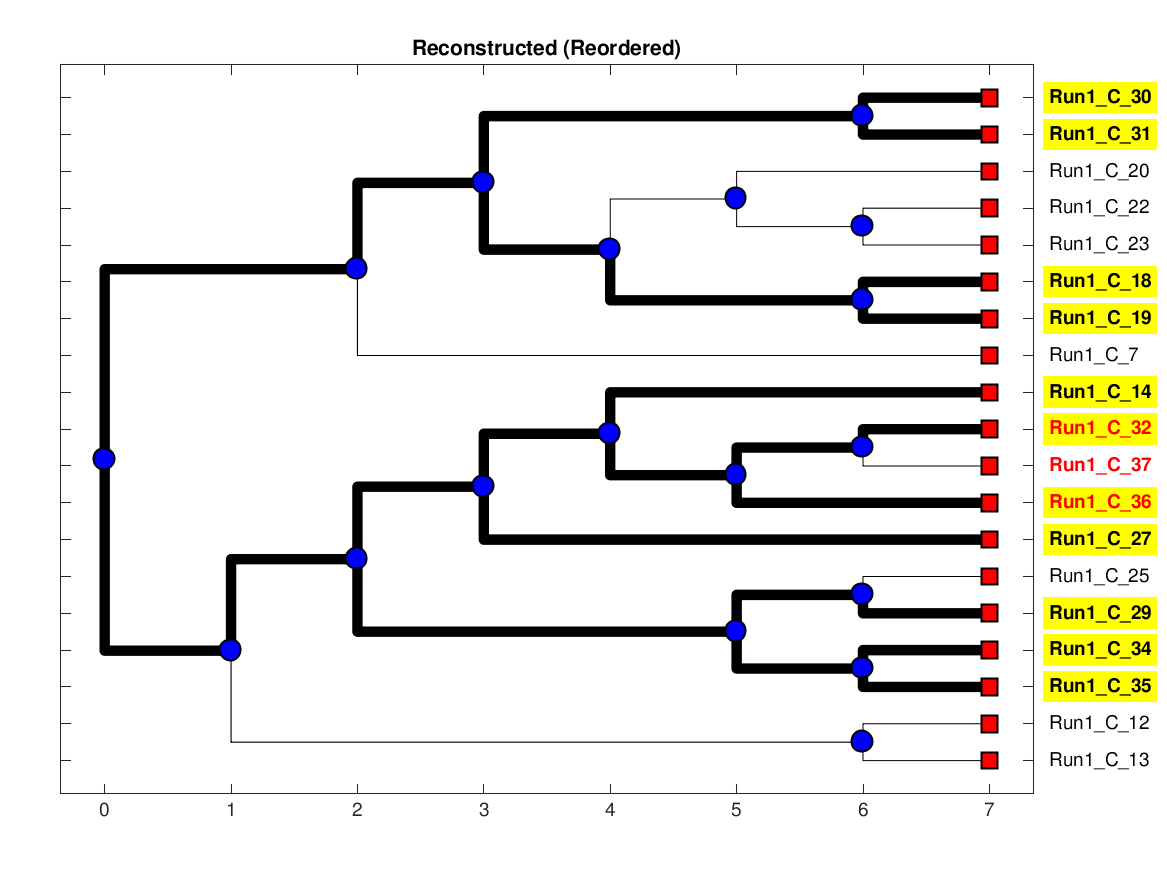 Reconstructed (Reordered)
Run1_C_30
Run1_C_31
Run1_C_20
Run1_C_22
Run1_C_23
Run1_C_18
Run1_C_19
Run1_C_7
Run1_C_14
Run1_C_32
Run1_C_37
Run1_C_36
Run1_C_27
Run1_C_25
Run1_C_29
Run1_C_34
Run1_C_35
Run1_C_12
Run1_C_13
0 1 2 3 4 5 6 7